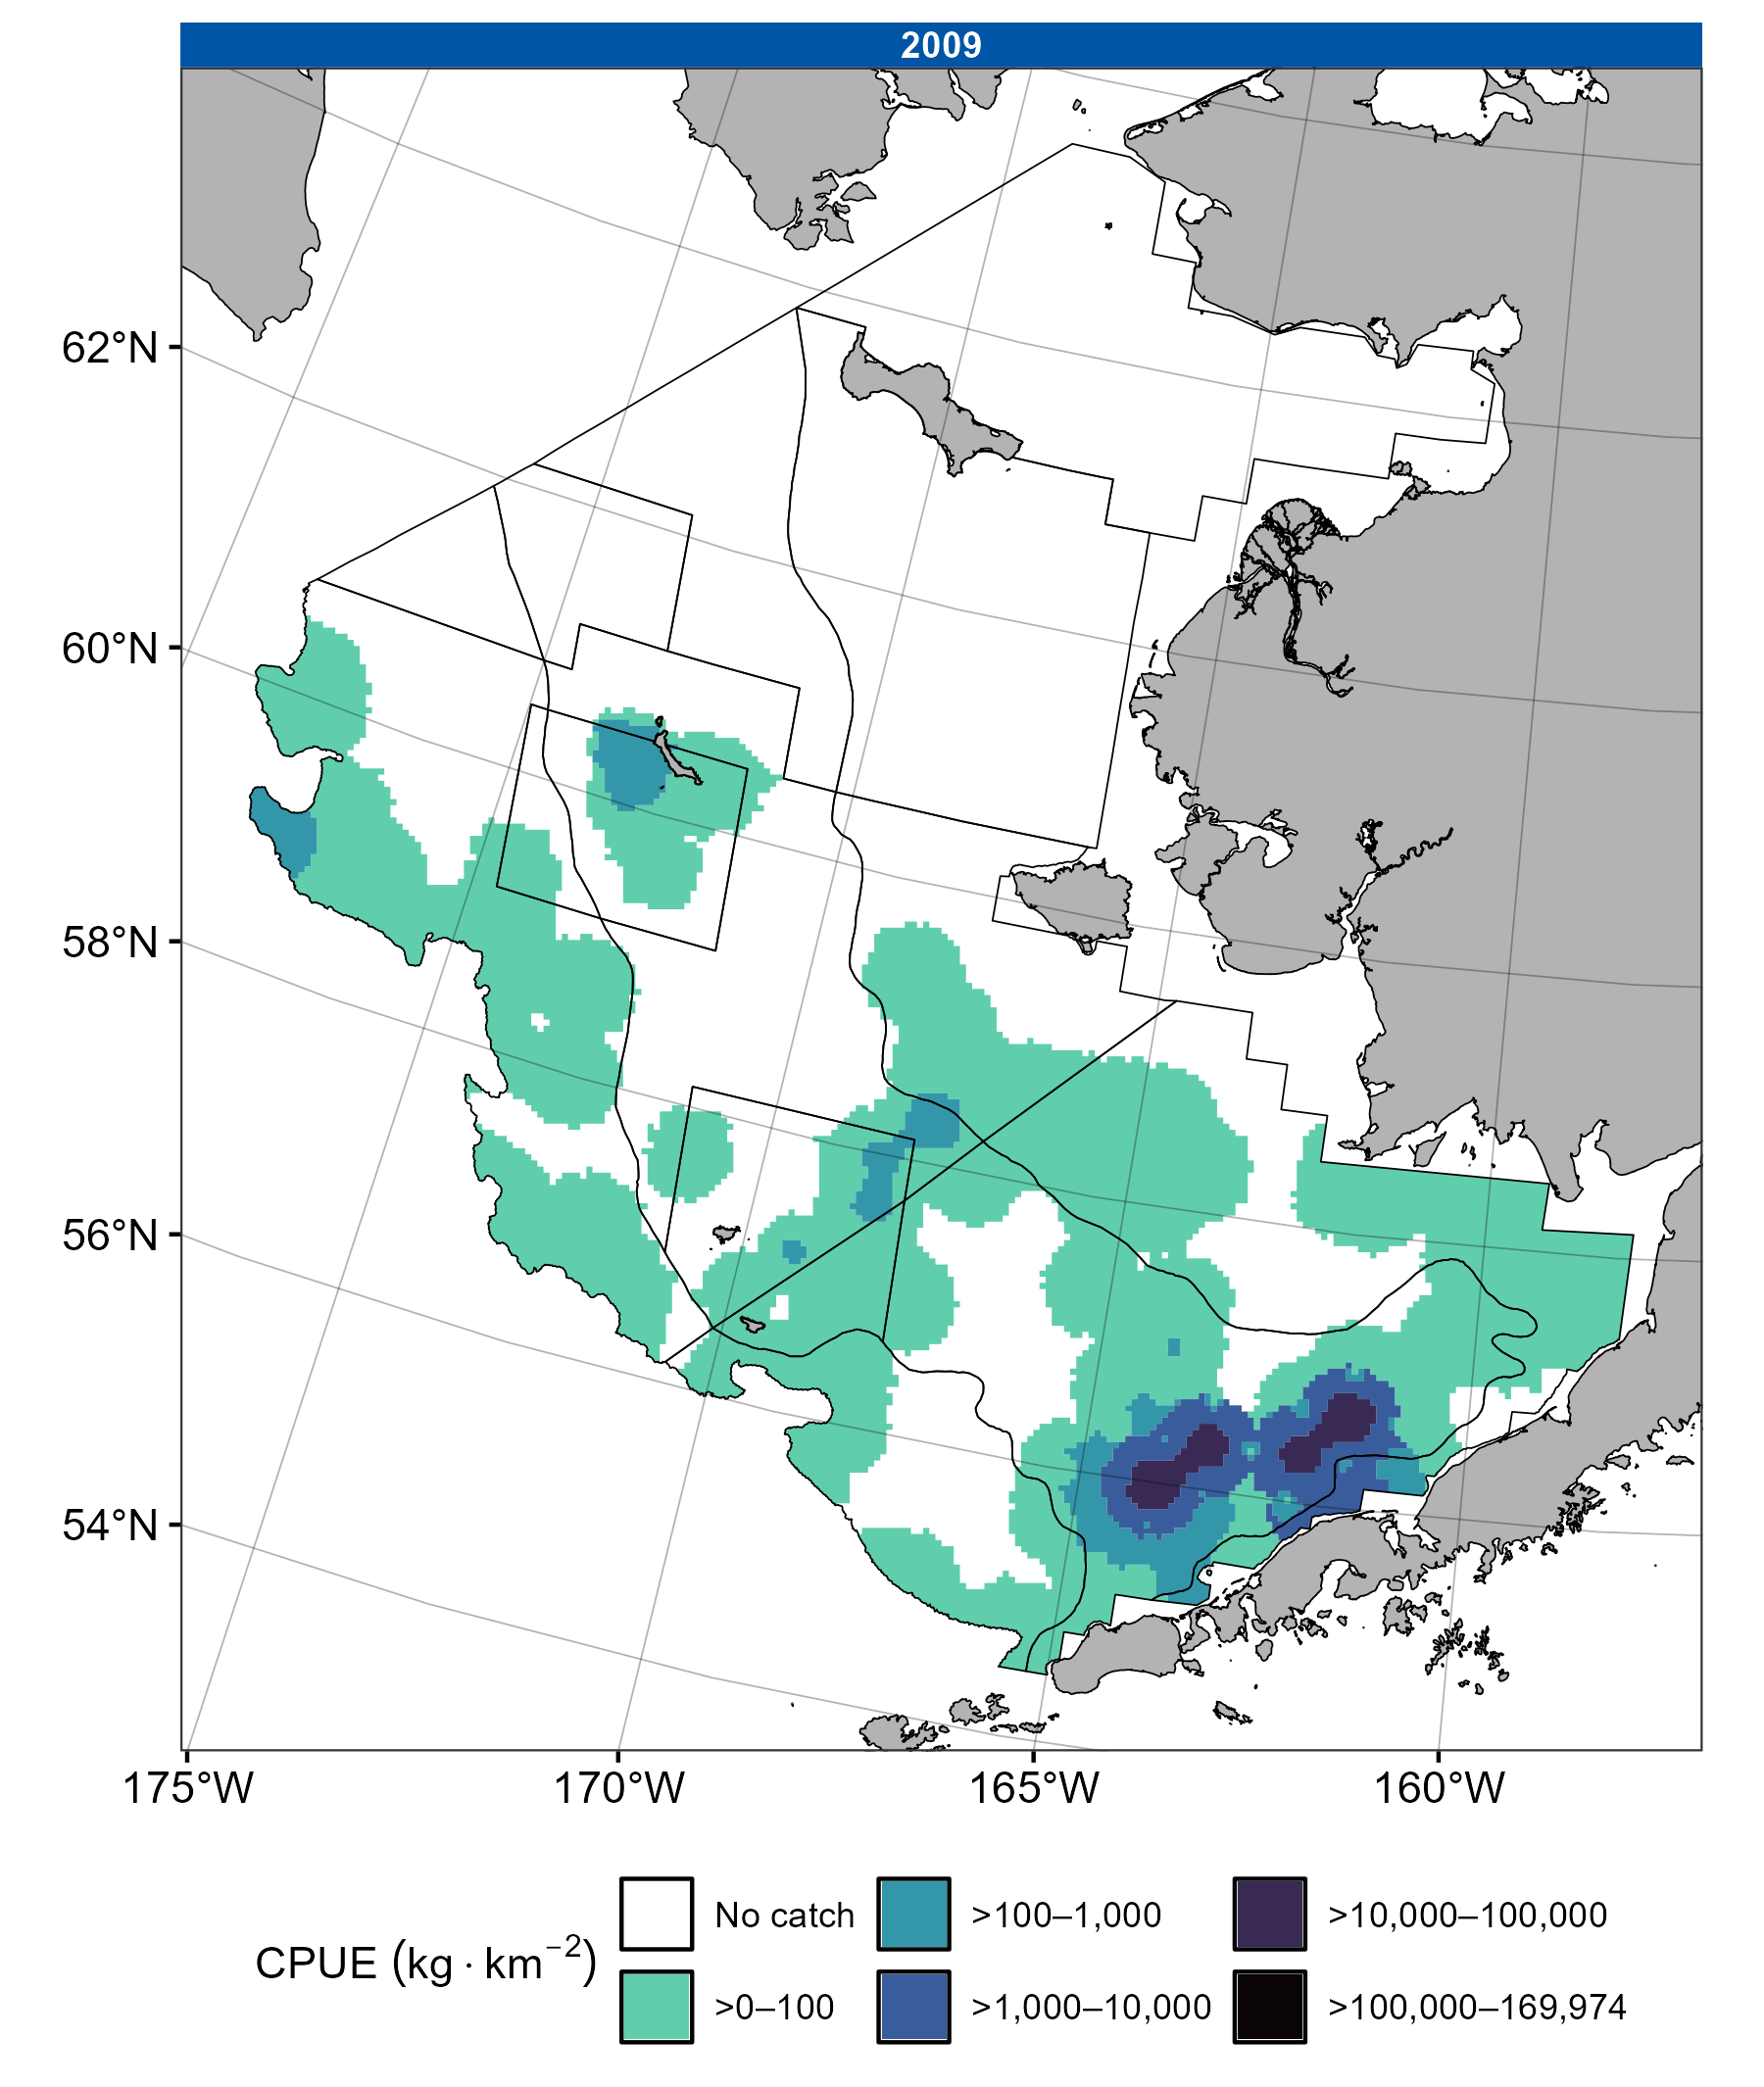 2009
62°N
60°N
58°N
56°N
54°N
175°W 170°W 165°W 160°W
CPUE (kg · km⁻²)
No catch >100–1,000 >10,000–100,000
>0–100 >1,000–10,000 >100,000–169,974